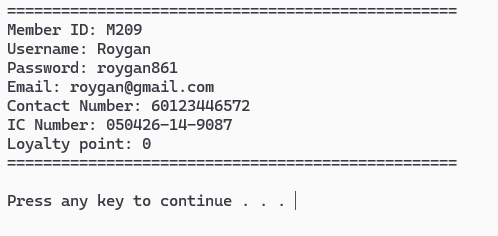 ==================================================
Member ID: M209
Username: Roygan
Password: roygan861
Email: roygan@gmail.com
Contact Number: 60123446572
IC Number: 050426-14-9087
Loyalty point: 0
==================================================
Press any key to continue . . .